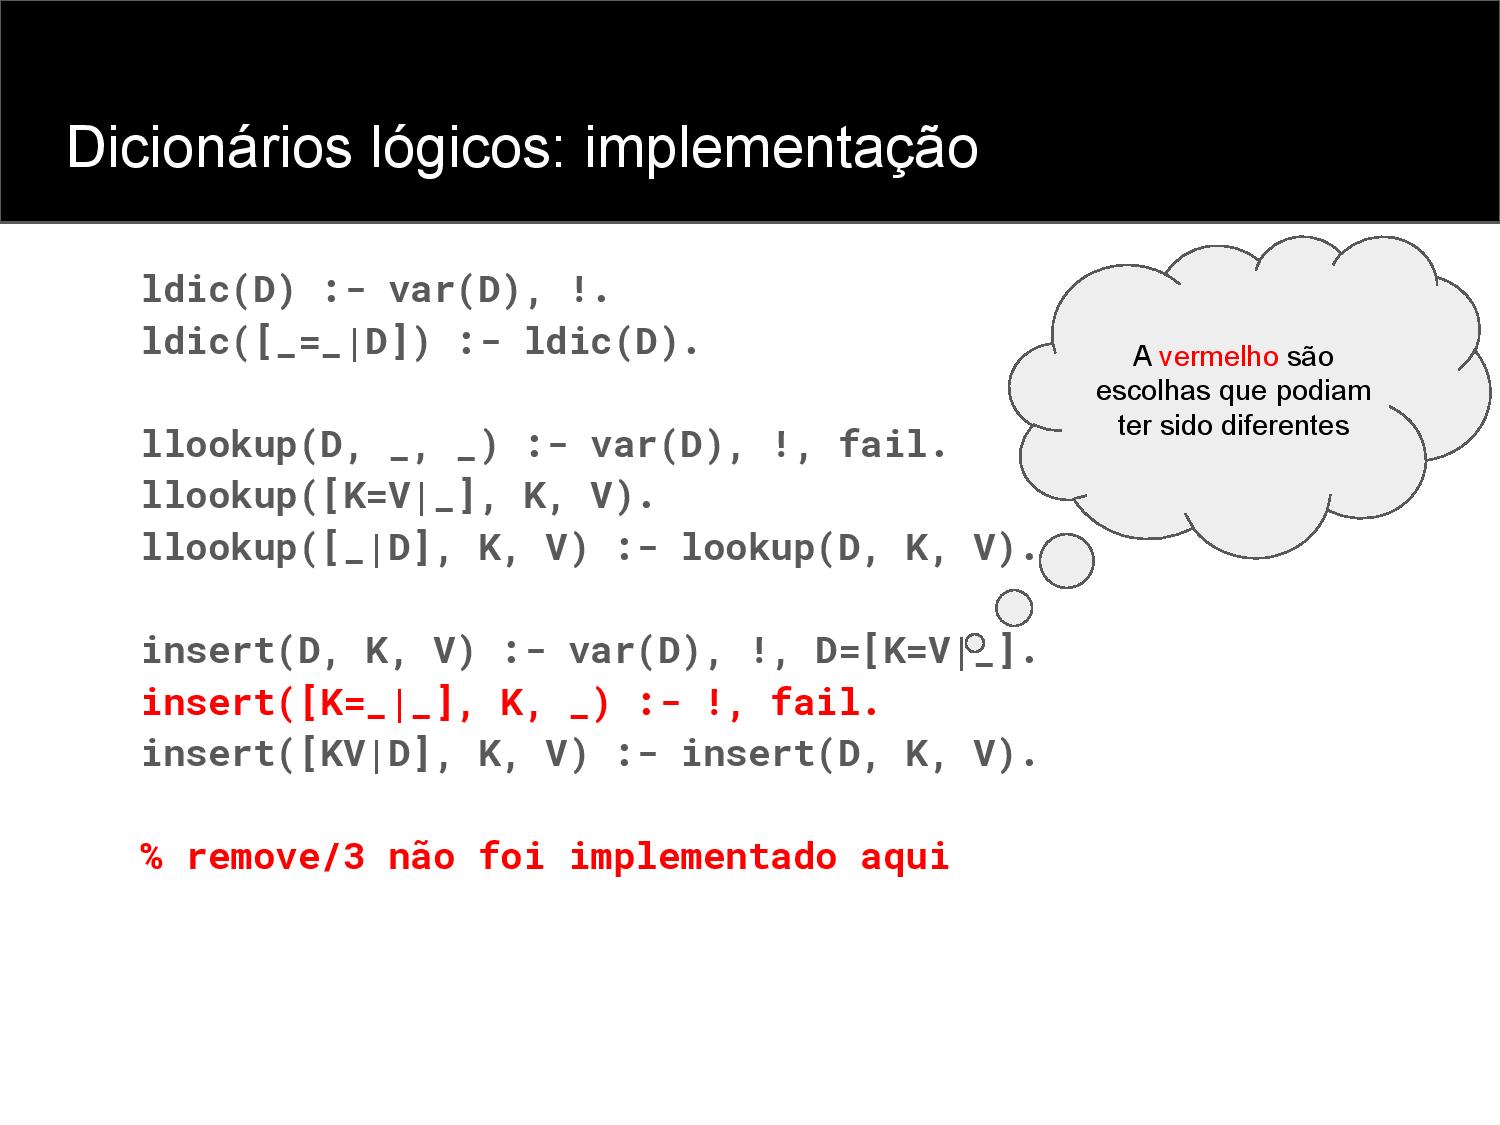 Dicionários lógicos: implementação
ldic(D) :- var(D), !.
ldic([_=_|D]) :- ldic(D).
A vermelho são
escolhas que podiam
ter sido diferentes
llookup(D, _, _) :- var(D), !, fail.
llookup([K=V|_], K, V).
llookup([_|D], K, V) :- lookup(D, K, V).
insert(D, K, V) :- var(D), !, D=[K=V|_].
insert([K=_|_], K, _) :- !, fail.
insert([KV|D], K, V) :- insert(D, K, V).
% remove/3 não foi implementado aqui